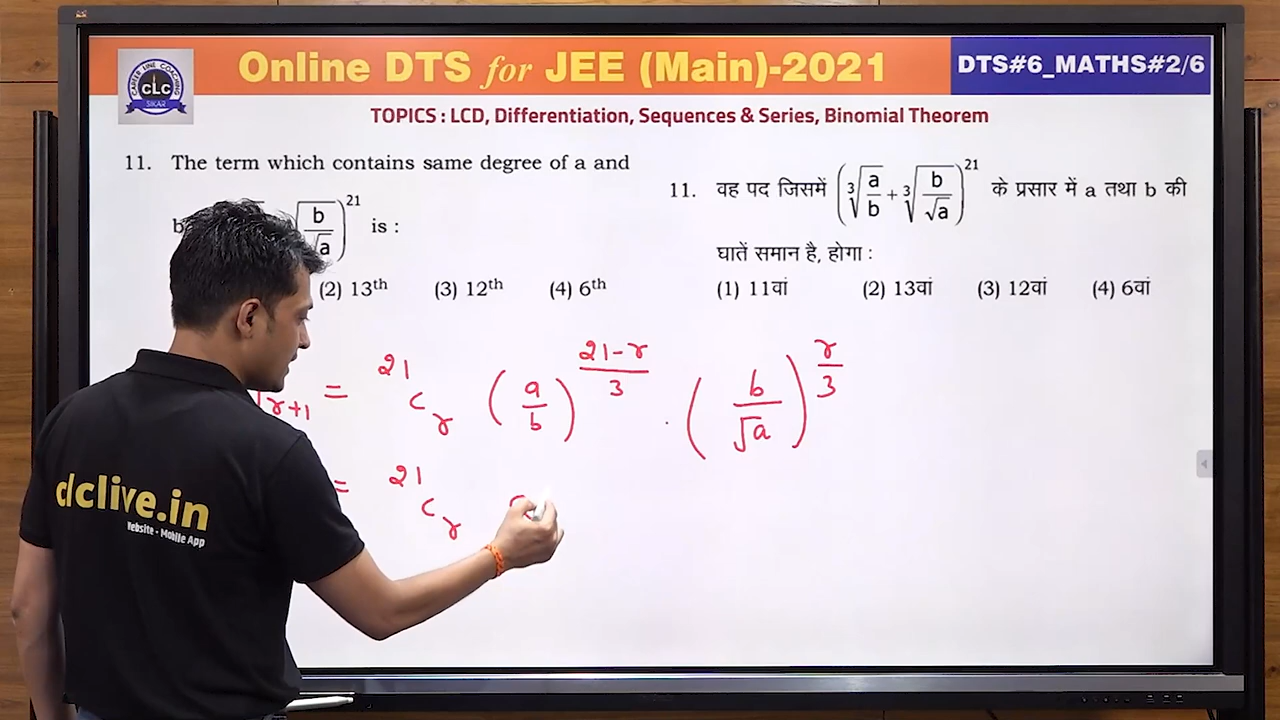 Online DTS for JEE (Main)-2021
DTS#6_MATHS#2/6
CAREER LINE COACHING
CLC
SIKAR
TOPICS : LCD, Differentiation, Sequences & Series, Binomial Theorem
11. The term which contains same degree of a and
b/√a)^21 is :
(2) 13th (3) 12th (4) 6th
11. वह पद जिसमें (∛(a/b) + ∛(b/√a))^21 के प्रसार में a तथा b की
घातें समान है, होगा :
(1) 11वां (2) 13वां (3) 12वां (4) 6वां
r+1 = 21Cr (a/b)^((21-r)/3) . (b/√a)^(r/3)
= 21Cr
clclive.in
Website • Mobile App